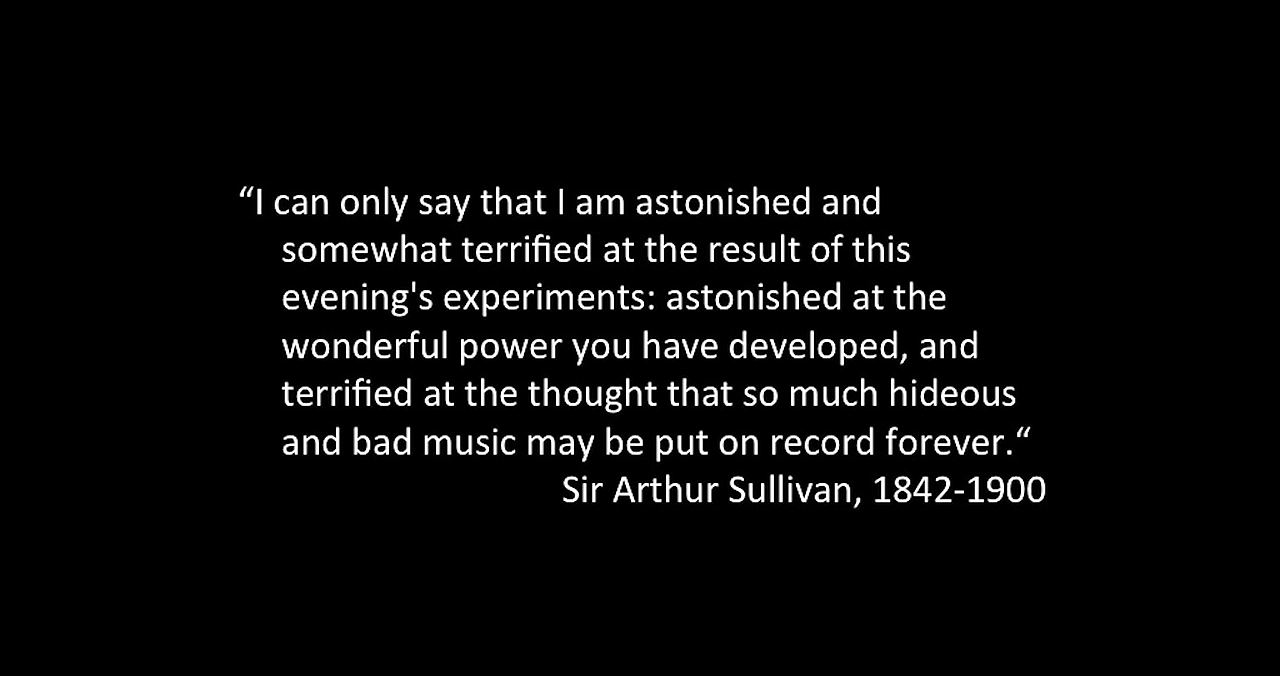 “I can only say that I am astonished and
somewhat terrified at the result of this
evening's experiments: astonished at the
wonderful power you have developed, and
terrified at the thought that so much hideous
and bad music may be put on record forever.“
Sir Arthur Sullivan, 1842-1900